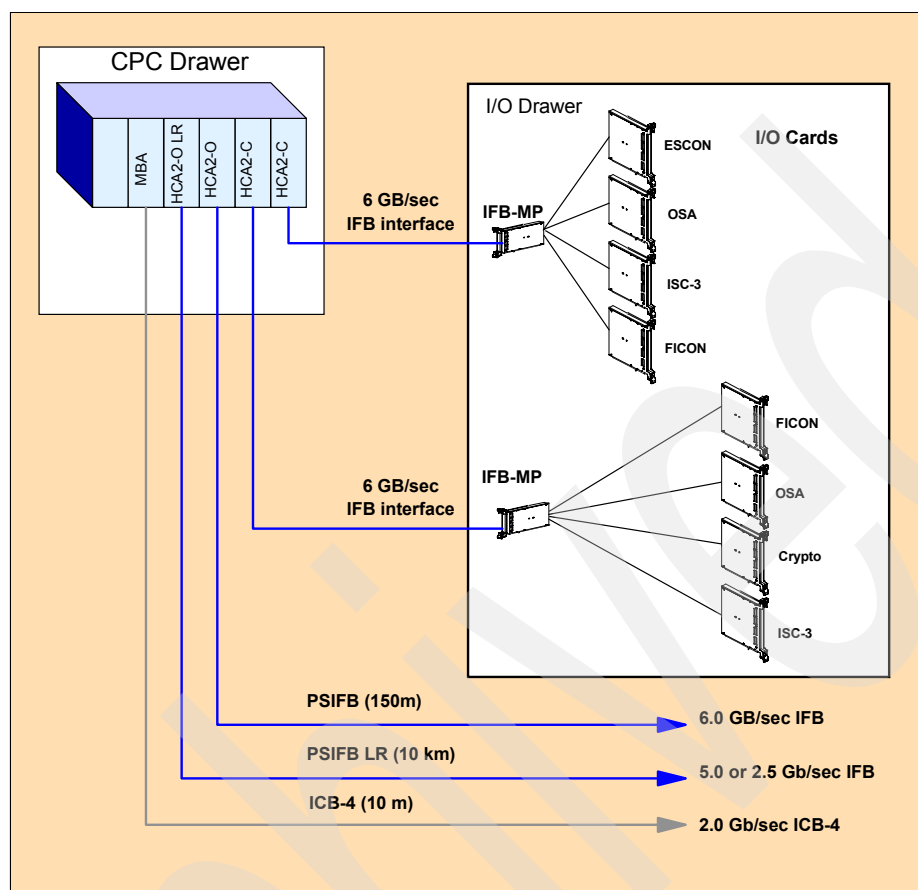 CPC Drawer
MBA
HCA2-O LR
HCA2-O
HCA2-C
HCA2-C
6 GB/sec
IFB interface
I/O Drawer
I/O Cards
IFB-MP
ESCON
OSA
ISC-3
FICON
6 GB/sec
IFB interface
IFB-MP
FICON
OSA
Crypto
ISC-3
PSIFB (150m)
6.0 GB/sec IFB
PSIFB LR (10 km)
5.0 or 2.5 Gb/sec IFB
ICB-4 (10 m)
2.0 Gb/sec ICB-4